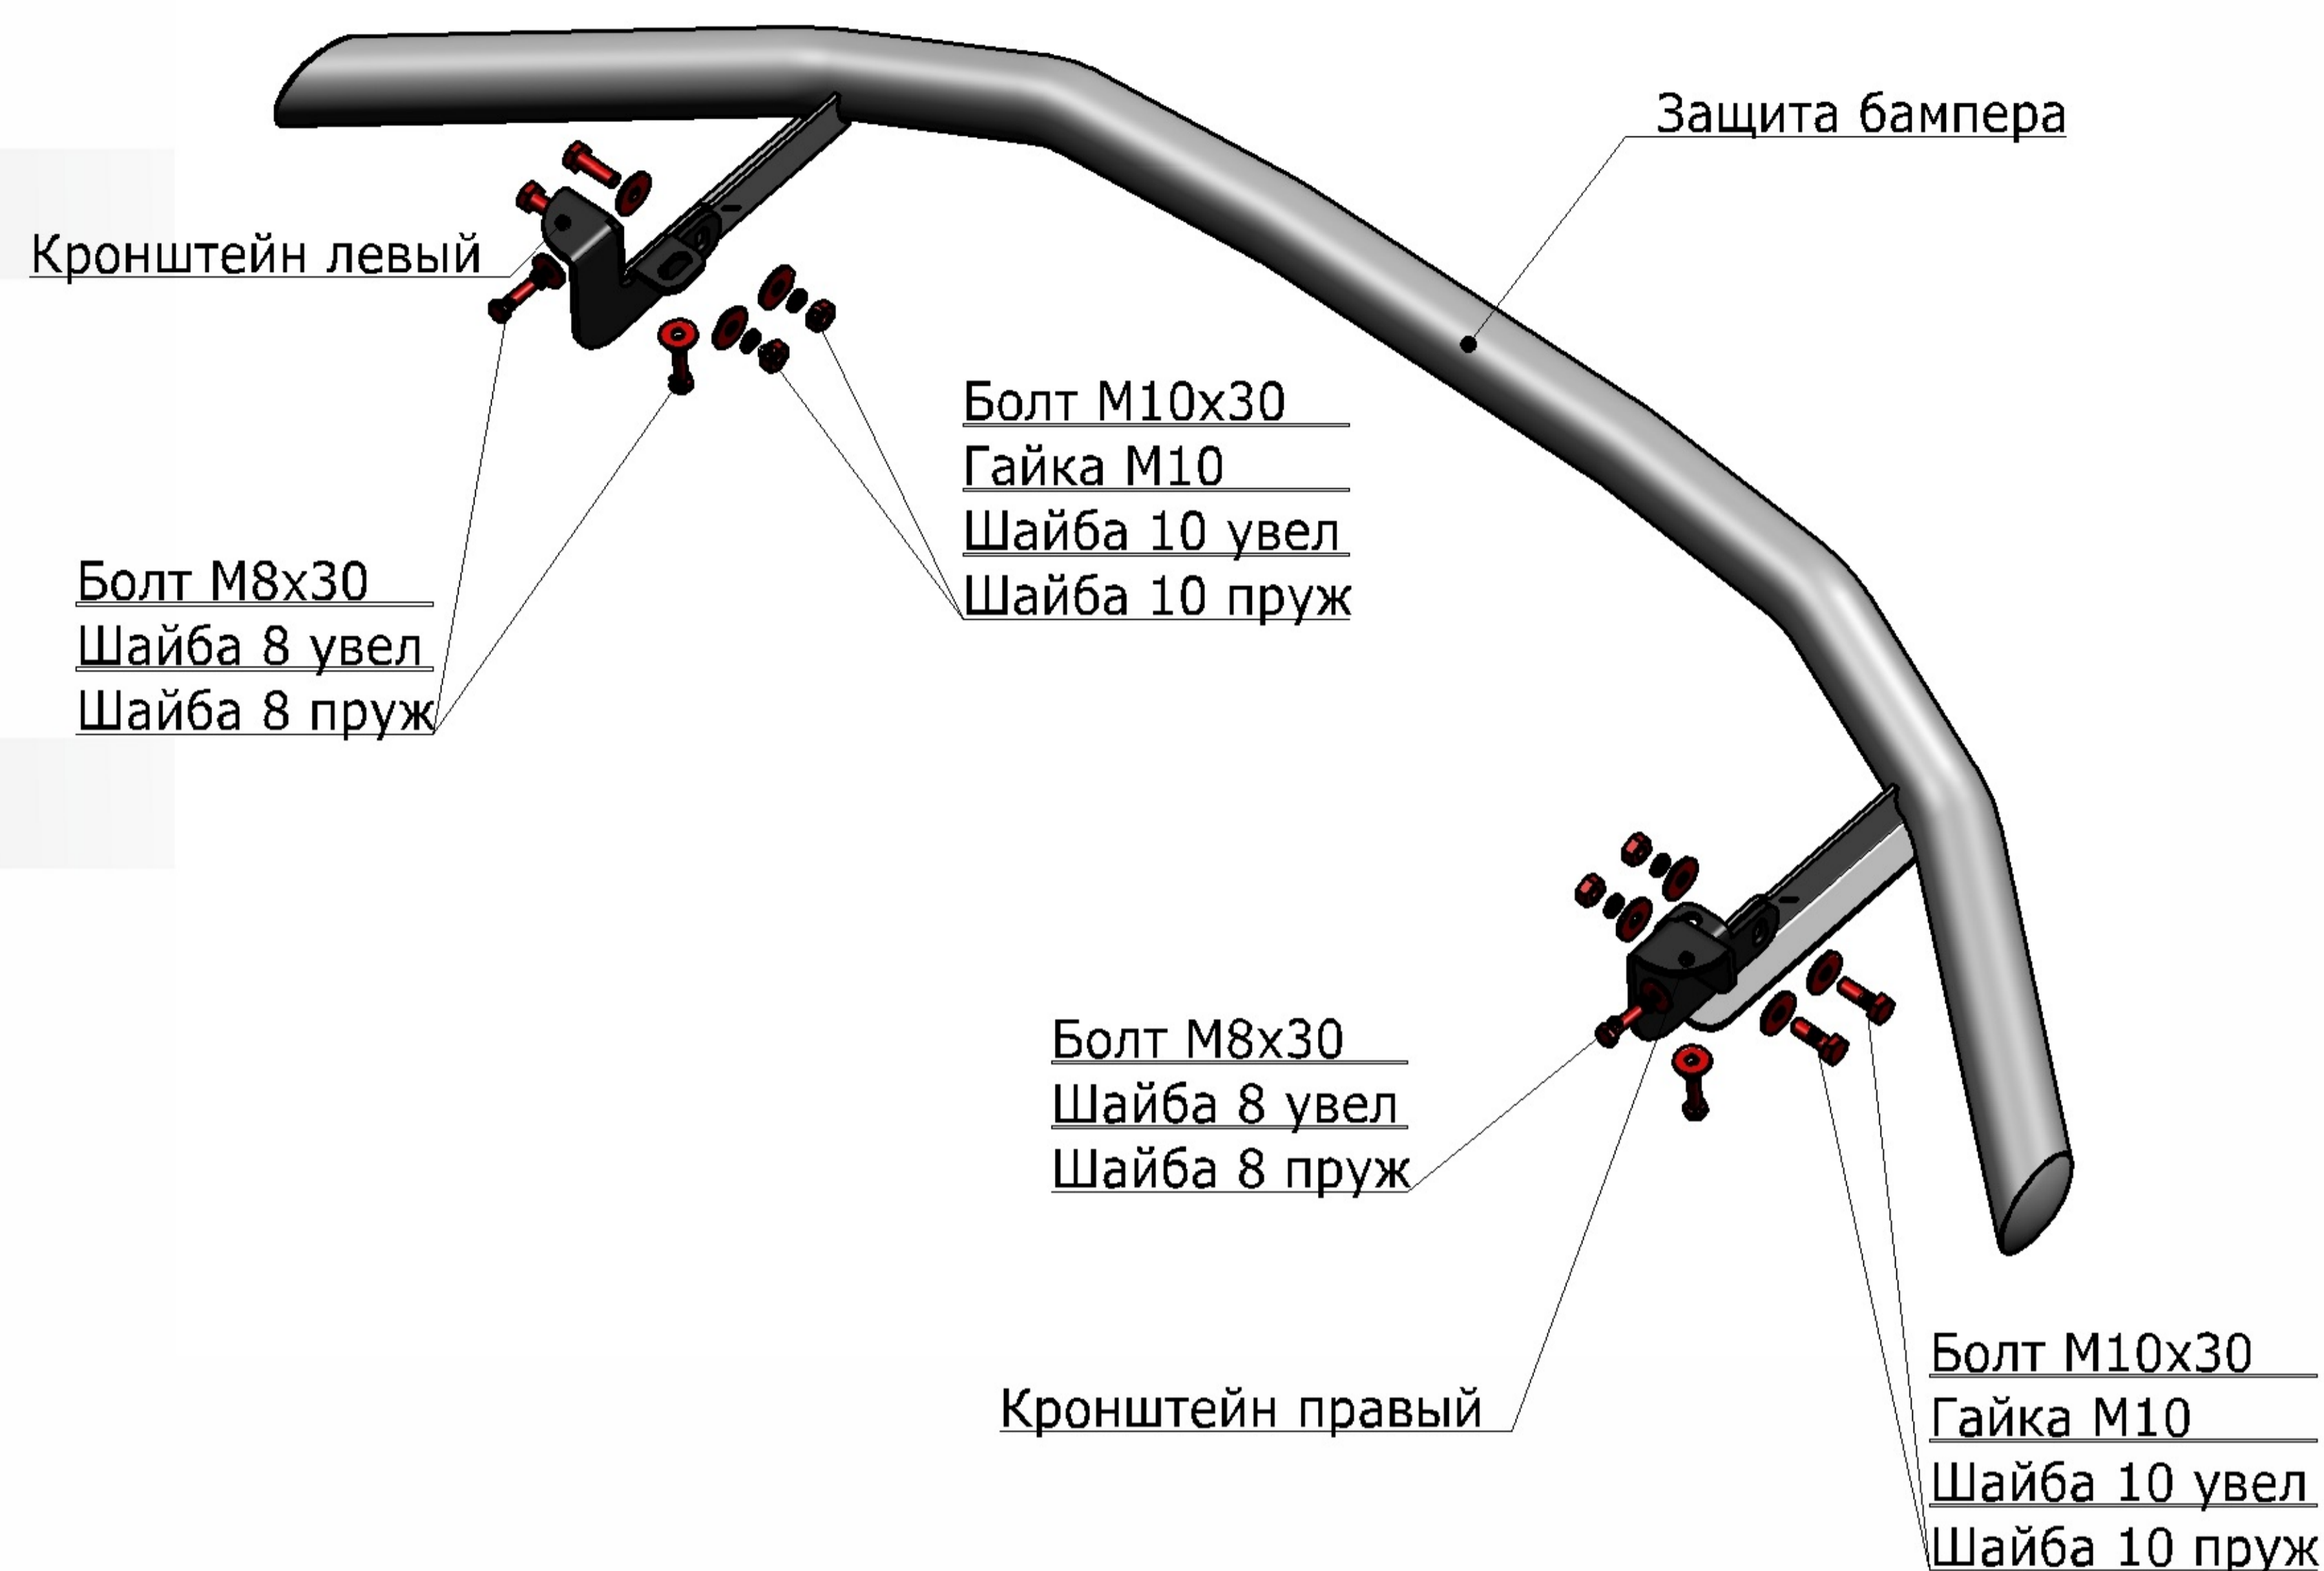 Защита бампера
Кронштейн левый
Болт М10х30
Гайка М10
Шайба 10 увел
Шайба 10 пруж
Болт М8х30
Шайба 8 увел
Шайба 8 пруж
Болт М8х30
Шайба 8 увел
Шайба 8 пруж
Кронштейн правый
Болт М10х30
Гайка М10
Шайба 10 увел
Шайба 10 пруж